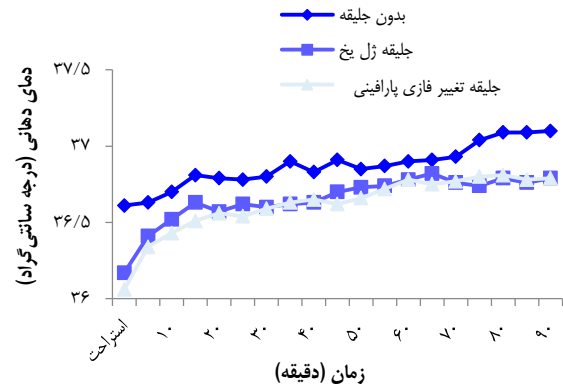 بدون جلیقه
جلیقه ژل یخ
جلیقه تغییر فازی پارافینی
۳۷/۵
۳۷
۳۶/۵
۳۶
دمای دهانی (درجه سانتی‌گراد)
استراحت ۱۰ ۲۰ ۳۰ ۴۰ ۵۰ ۶۰ ۷۰ ۸۰ ۹۰
زمان (دقیقه)